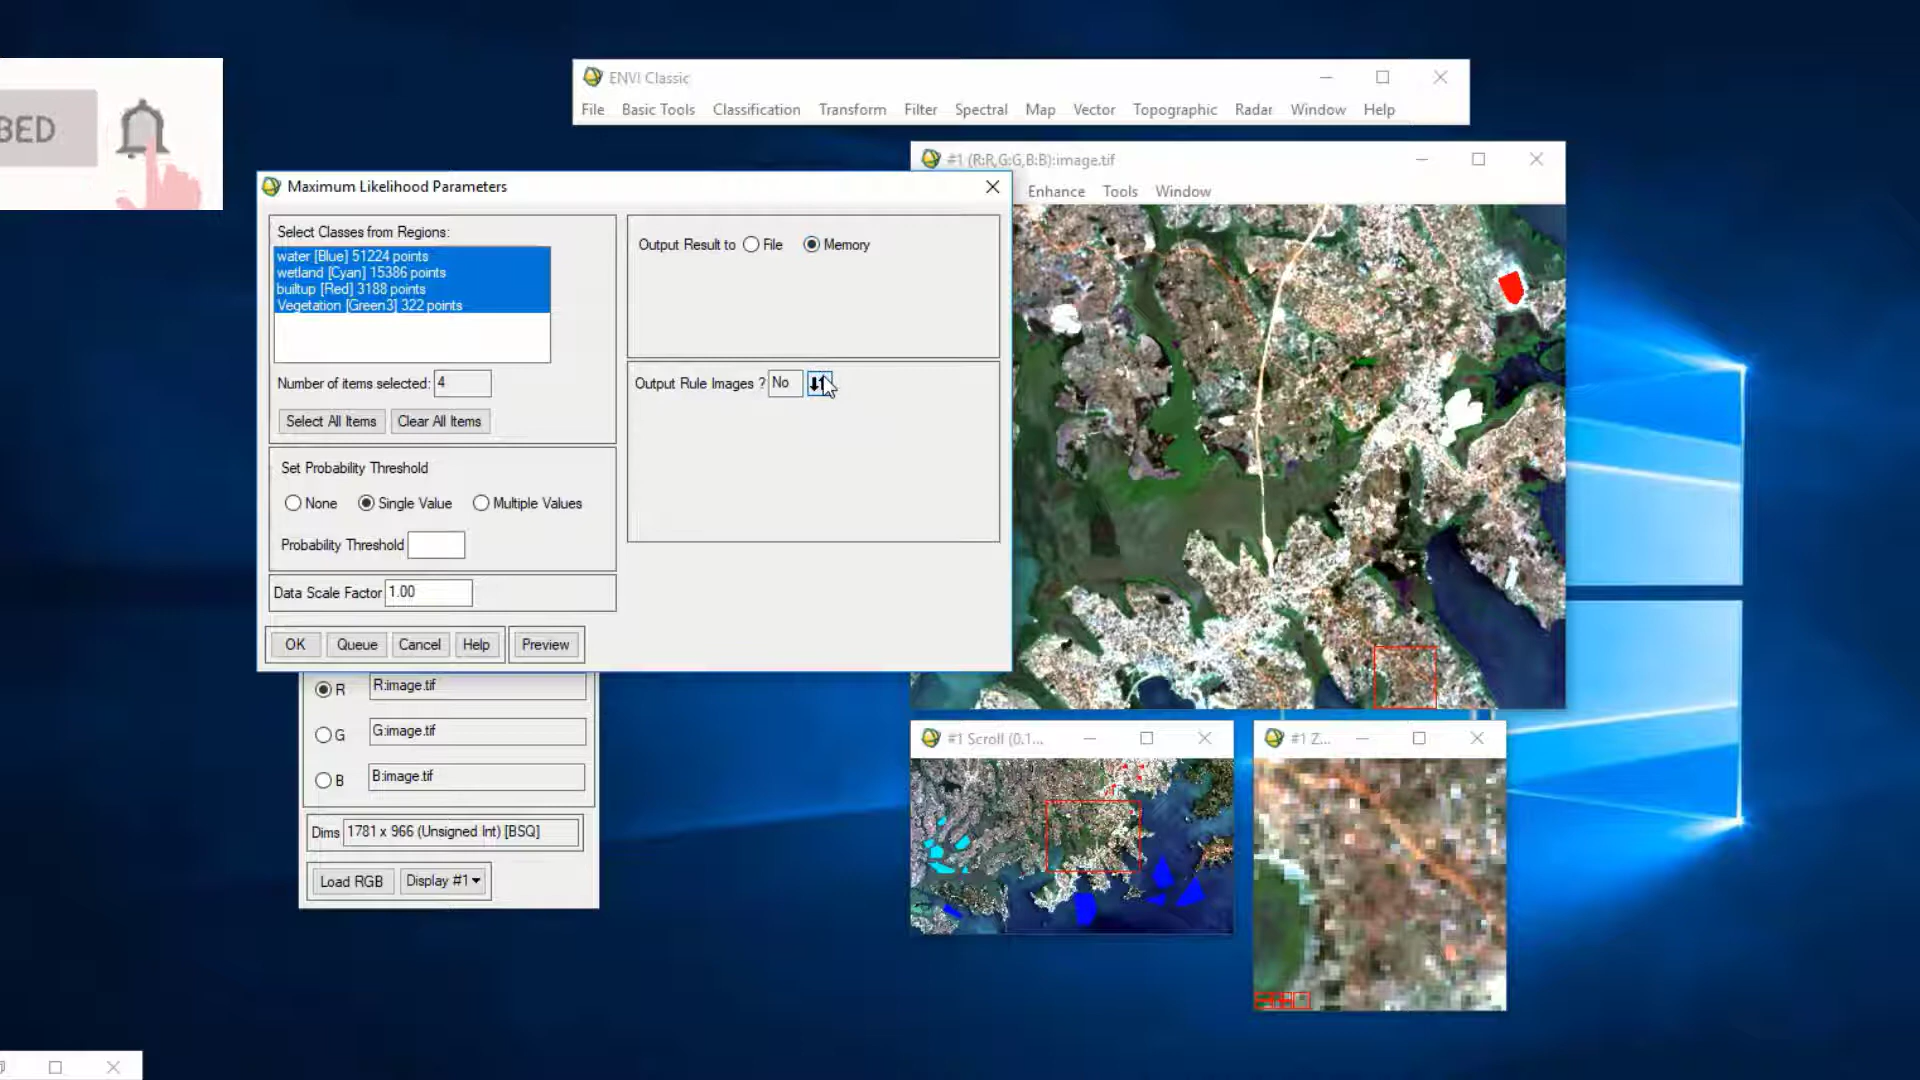 BED
ENVI Classic
File Basic Tools Classification Transform Filter Spectral Map Vector Topographic Radar Window Help
#1 (R:R,G:G,B:B):image.tif
Enhance Tools Window
Maximum Likelihood Parameters
Select Classes from Regions:
water [Blue] 51224 points
wetland [Cyan] 15386 points
builtup [Red] 3188 points
Vegetation [Green3] 322 points
Number of items selected: 4
Select All Items Clear All Items
Set Probability Threshold
None Single Value Multiple Values
Probability Threshold
Data Scale Factor 1.00
OK Queue Cancel Help Preview
Output Result to File Memory
Output Rule Images ? No
R R:image.tif
G G:image.tif
B B:image.tif
Dims 1781 x 966 (Unsigned Int) [BSQ]
Load RGB Display #1
#1 Scroll (0.1...
#1 Z...